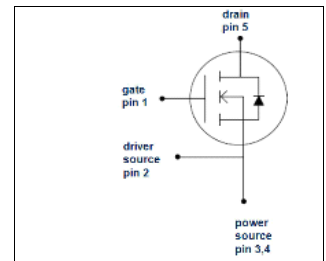 drain
pin 5
gate
pin 1
driver
source
pin 2
power
source
pin 3,4